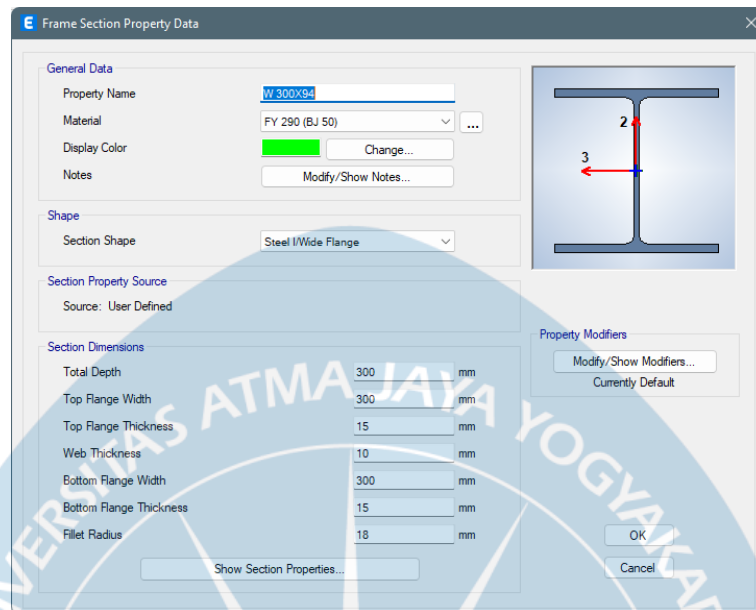 E Frame Section Property Data
General Data
Property Name W 300X94
Material FY 290 (BJ 50) ...
Display Color Change...
Notes Modify/Show Notes...
2
3
Shape
Section Shape Steel I/Wide Flange
Section Property Source
Source: User Defined
Property Modifiers
Modify/Show Modifiers...
Currently Default
Section Dimensions
Total Depth 300 mm
Top Flange Width 300 mm
Top Flange Thickness 15 mm
Web Thickness 10 mm
Bottom Flange Width 300 mm
Bottom Flange Thickness 15 mm
Fillet Radius 18 mm
Show Section Properties...
OK
Cancel
VERSITAS ATMA JAYA YOGYAKAR